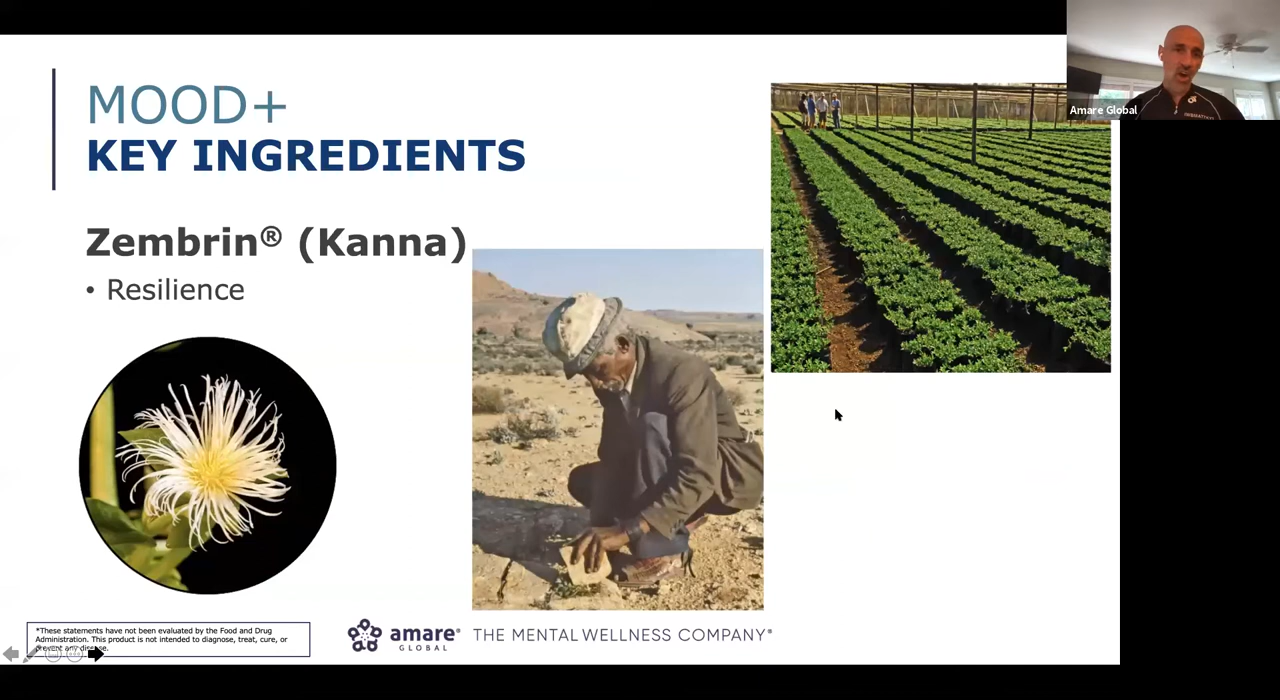 MOOD+
KEY INGREDIENTS
Zembrin® (Kanna)
• Resilience
Amare Global
*These statements have not been evaluated by the Food and Drug
Administration. This product is not intended to diagnose, treat, cure, or
prevent any disease.
amare®
GLOBAL
THE MENTAL WELLNESS COMPANY®